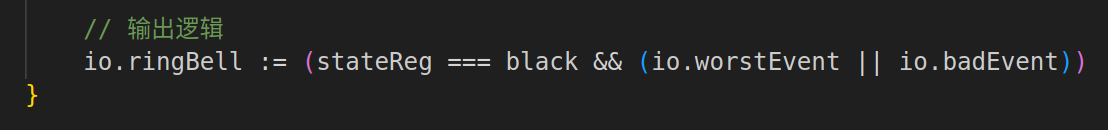 // 输出逻辑
io.ringBell := (stateReg === black && (io.worstEvent || io.badEvent))
}